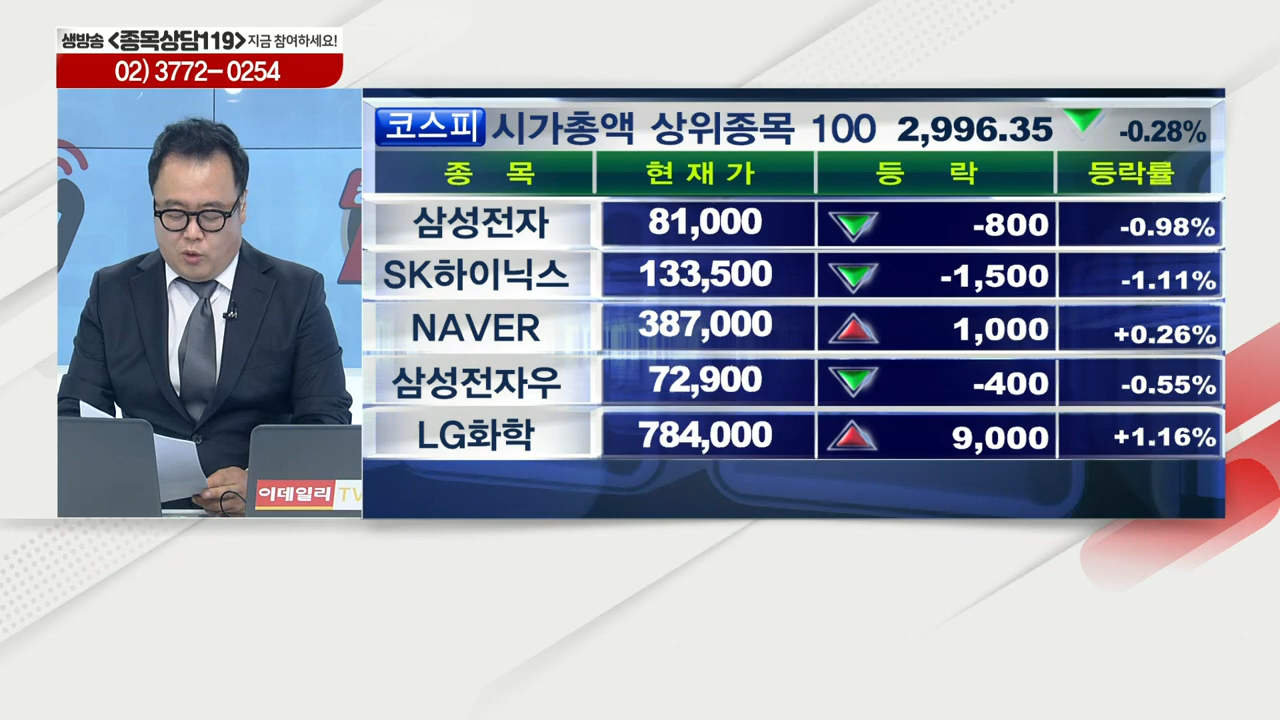 생방송 <종목상담119> 지금 참여하세요!
02) 3772-0254
코스피 시가총액 상위종목 100 2,996.35 -0.28%
종 목 현 재 가 등 락 등락률
삼성전자 81,000 -800 -0.98%
SK하이닉스 133,500 -1,500 -1.11%
NAVER 387,000 1,000 +0.26%
삼성전자우 72,900 -400 -0.55%
LG화학 784,000 9,000 +1.16%
이데일리 TV